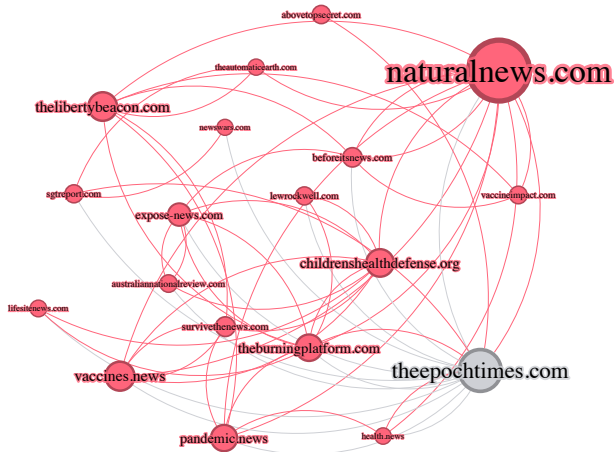 abovetopsecret.com
theautomaticearth.com
naturalnews.com
thelibertybeacon.com
newswars.com
beforeitsnews.com
sgtreport.com
lewrockwell.com
vaccineimpact.com
expose-news.com
childrenshealthdefense.org
australiannationalreview.com
lifesitenews.com
survivethenews.com
theburningplatform.com
vaccines.news
theepochtimes.com
pandemic.news
health.news